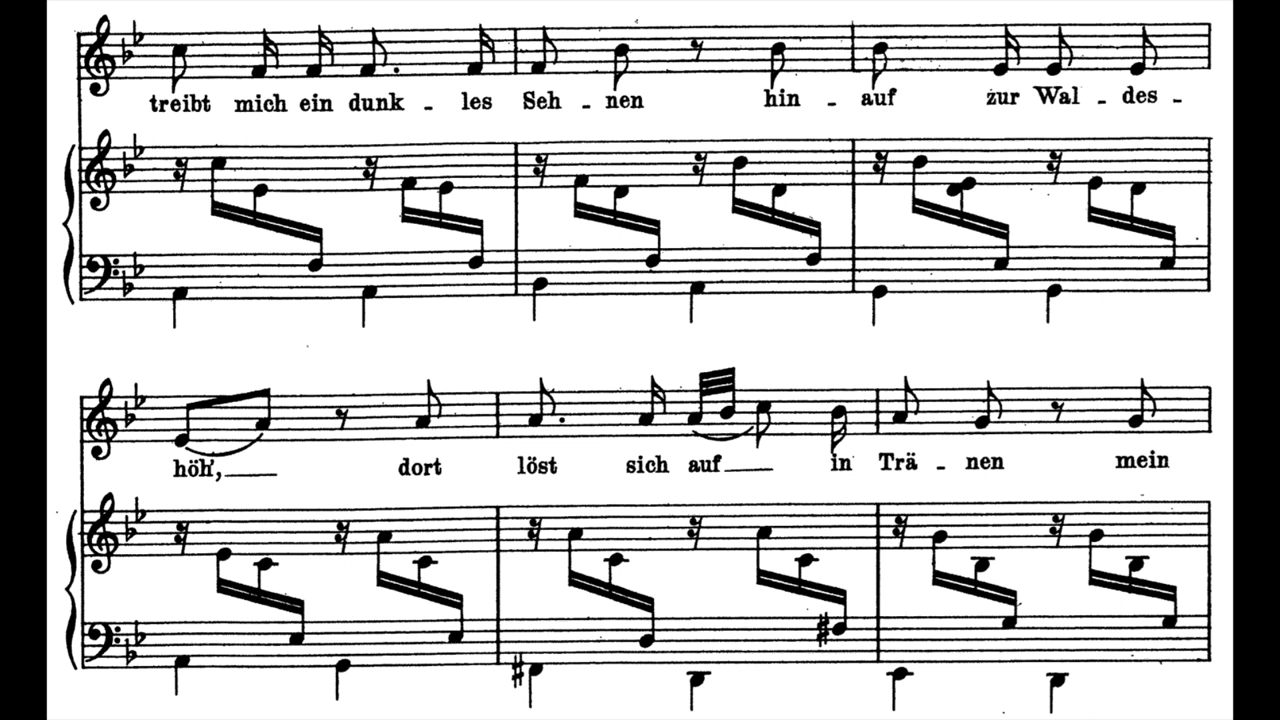 treibt mich ein dunk - les Seh - nen hin - auf zur Wal - des -
höh', dort löst sich auf in Trä - nen mein